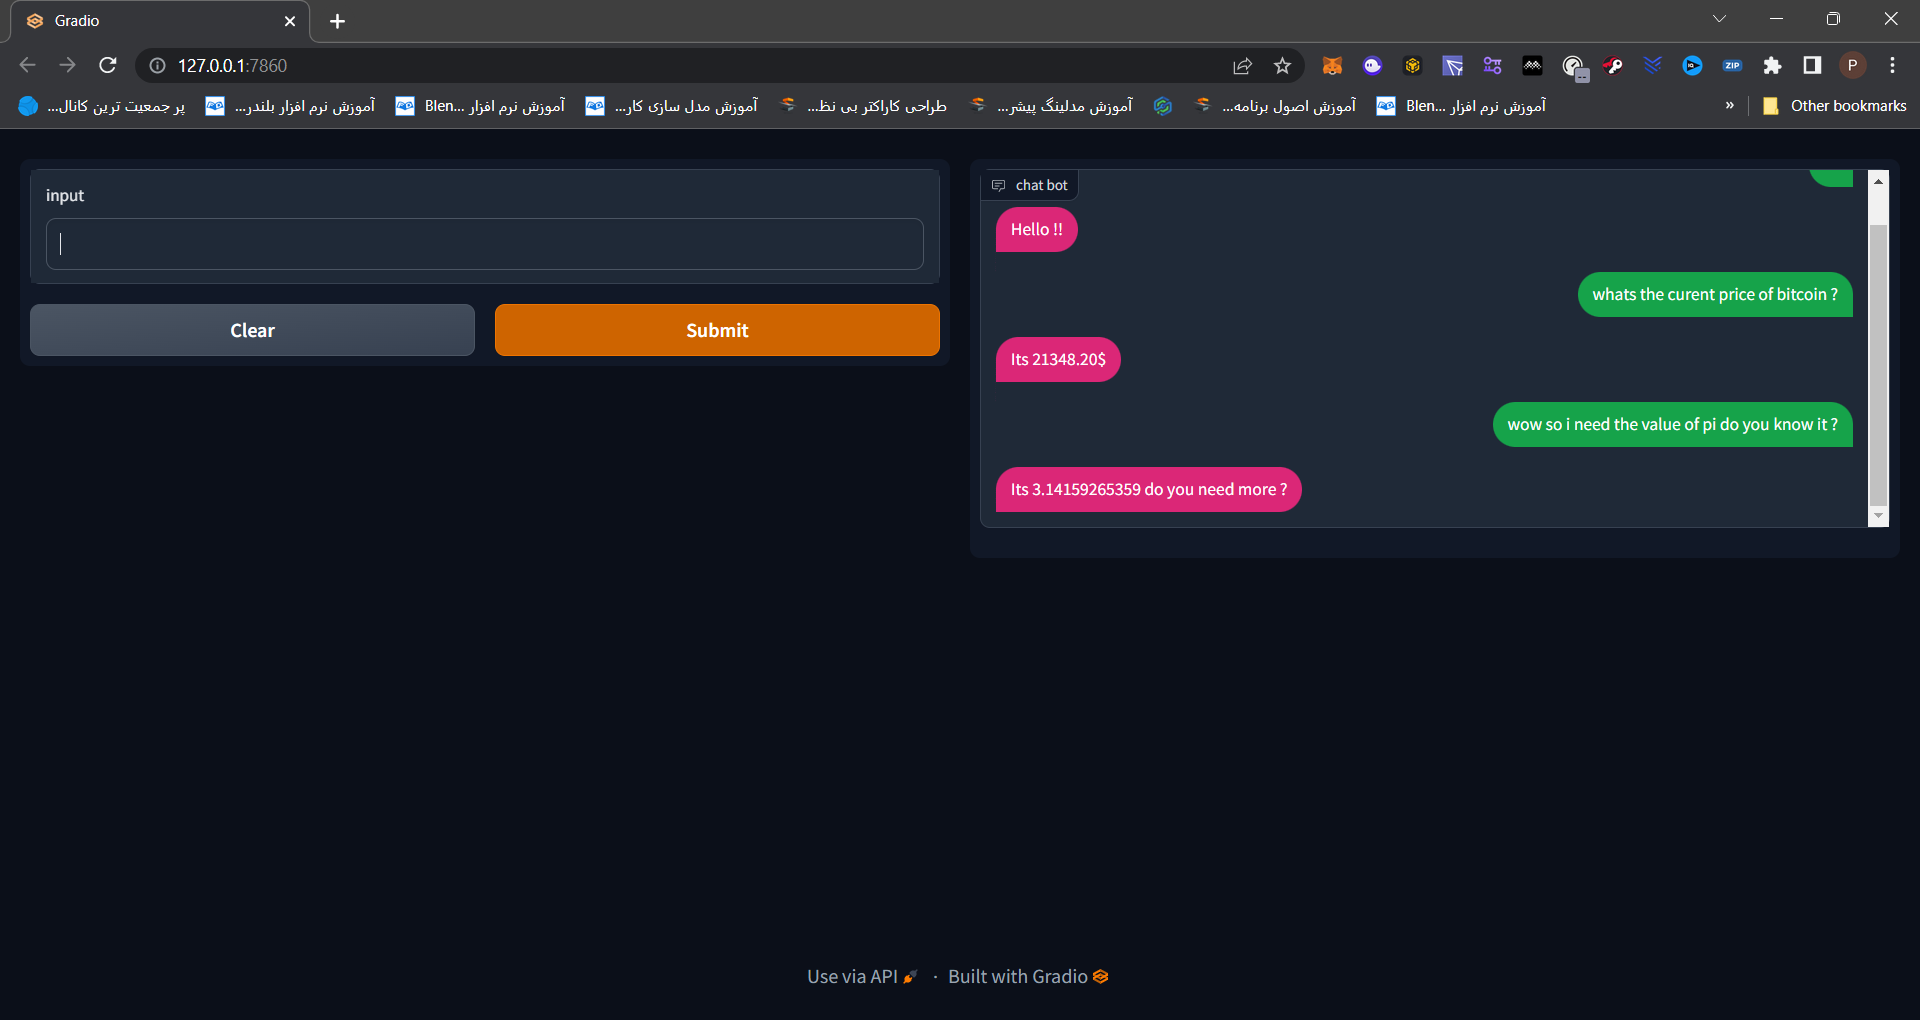 Gradio
127.0.0.1:7860
پر جمعیت ترین کانال...
آموزش نرم افزار بلندر...
آموزش نرم افزار Blen...
آموزش مدل سازی کار...
طراحی کاراکتر بی نظ...
آموزش مدلینگ پیشر...
آموزش اصول برنامه...
آموزش نرم افزار Blen...
»
Other bookmarks
ZIP
P
input
Clear
Submit
chat bot
Hello !!
whats the curent price of bitcoin ?
Its 21348.20$
wow so i need the value of pi do you know it ?
Its 3.14159265359 do you need more ?
Use via API · Built with Gradio